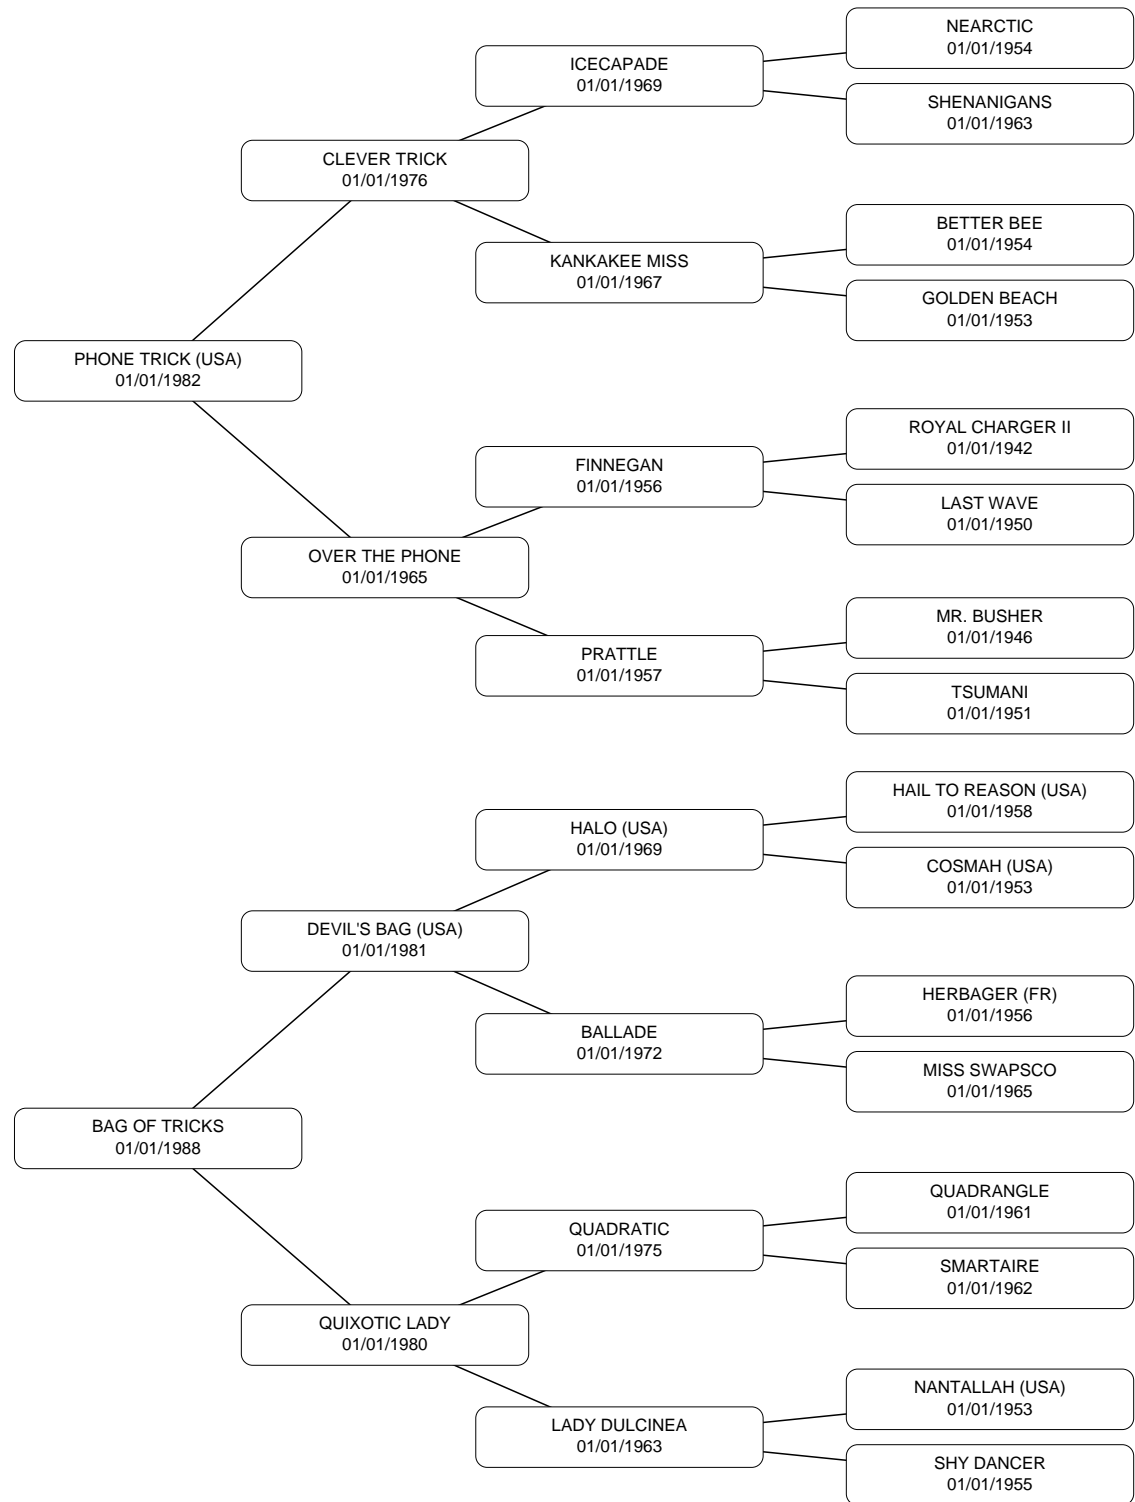 NEARCTIC
01/01/1954
ICECAPADE
01/01/1969
SHENANIGANS
01/01/1963
CLEVER TRICK
01/01/1976
BETTER BEE
01/01/1954
KANKAKEE MISS
01/01/1967
GOLDEN BEACH
01/01/1953
PHONE TRICK (USA)
01/01/1982
ROYAL CHARGER II
01/01/1942
FINNEGAN
01/01/1956
LAST WAVE
01/01/1950
OVER THE PHONE
01/01/1965
MR. BUSHER
01/01/1946
PRATTLE
01/01/1957
TSUMANI
01/01/1951
HAIL TO REASON (USA)
01/01/1958
HALO (USA)
01/01/1969
COSMAH (USA)
01/01/1953
DEVIL'S BAG (USA)
01/01/1981
HERBAGER (FR)
01/01/1956
BALLADE
01/01/1972
MISS SWAPSCO
01/01/1965
BAG OF TRICKS
01/01/1988
QUADRANGLE
01/01/1961
QUADRATIC
01/01/1975
SMARTAIRE
01/01/1962
QUIXOTIC LADY
01/01/1980
NANTALLAH (USA)
01/01/1953
LADY DULCINEA
01/01/1963
SHY DANCER
01/01/1955